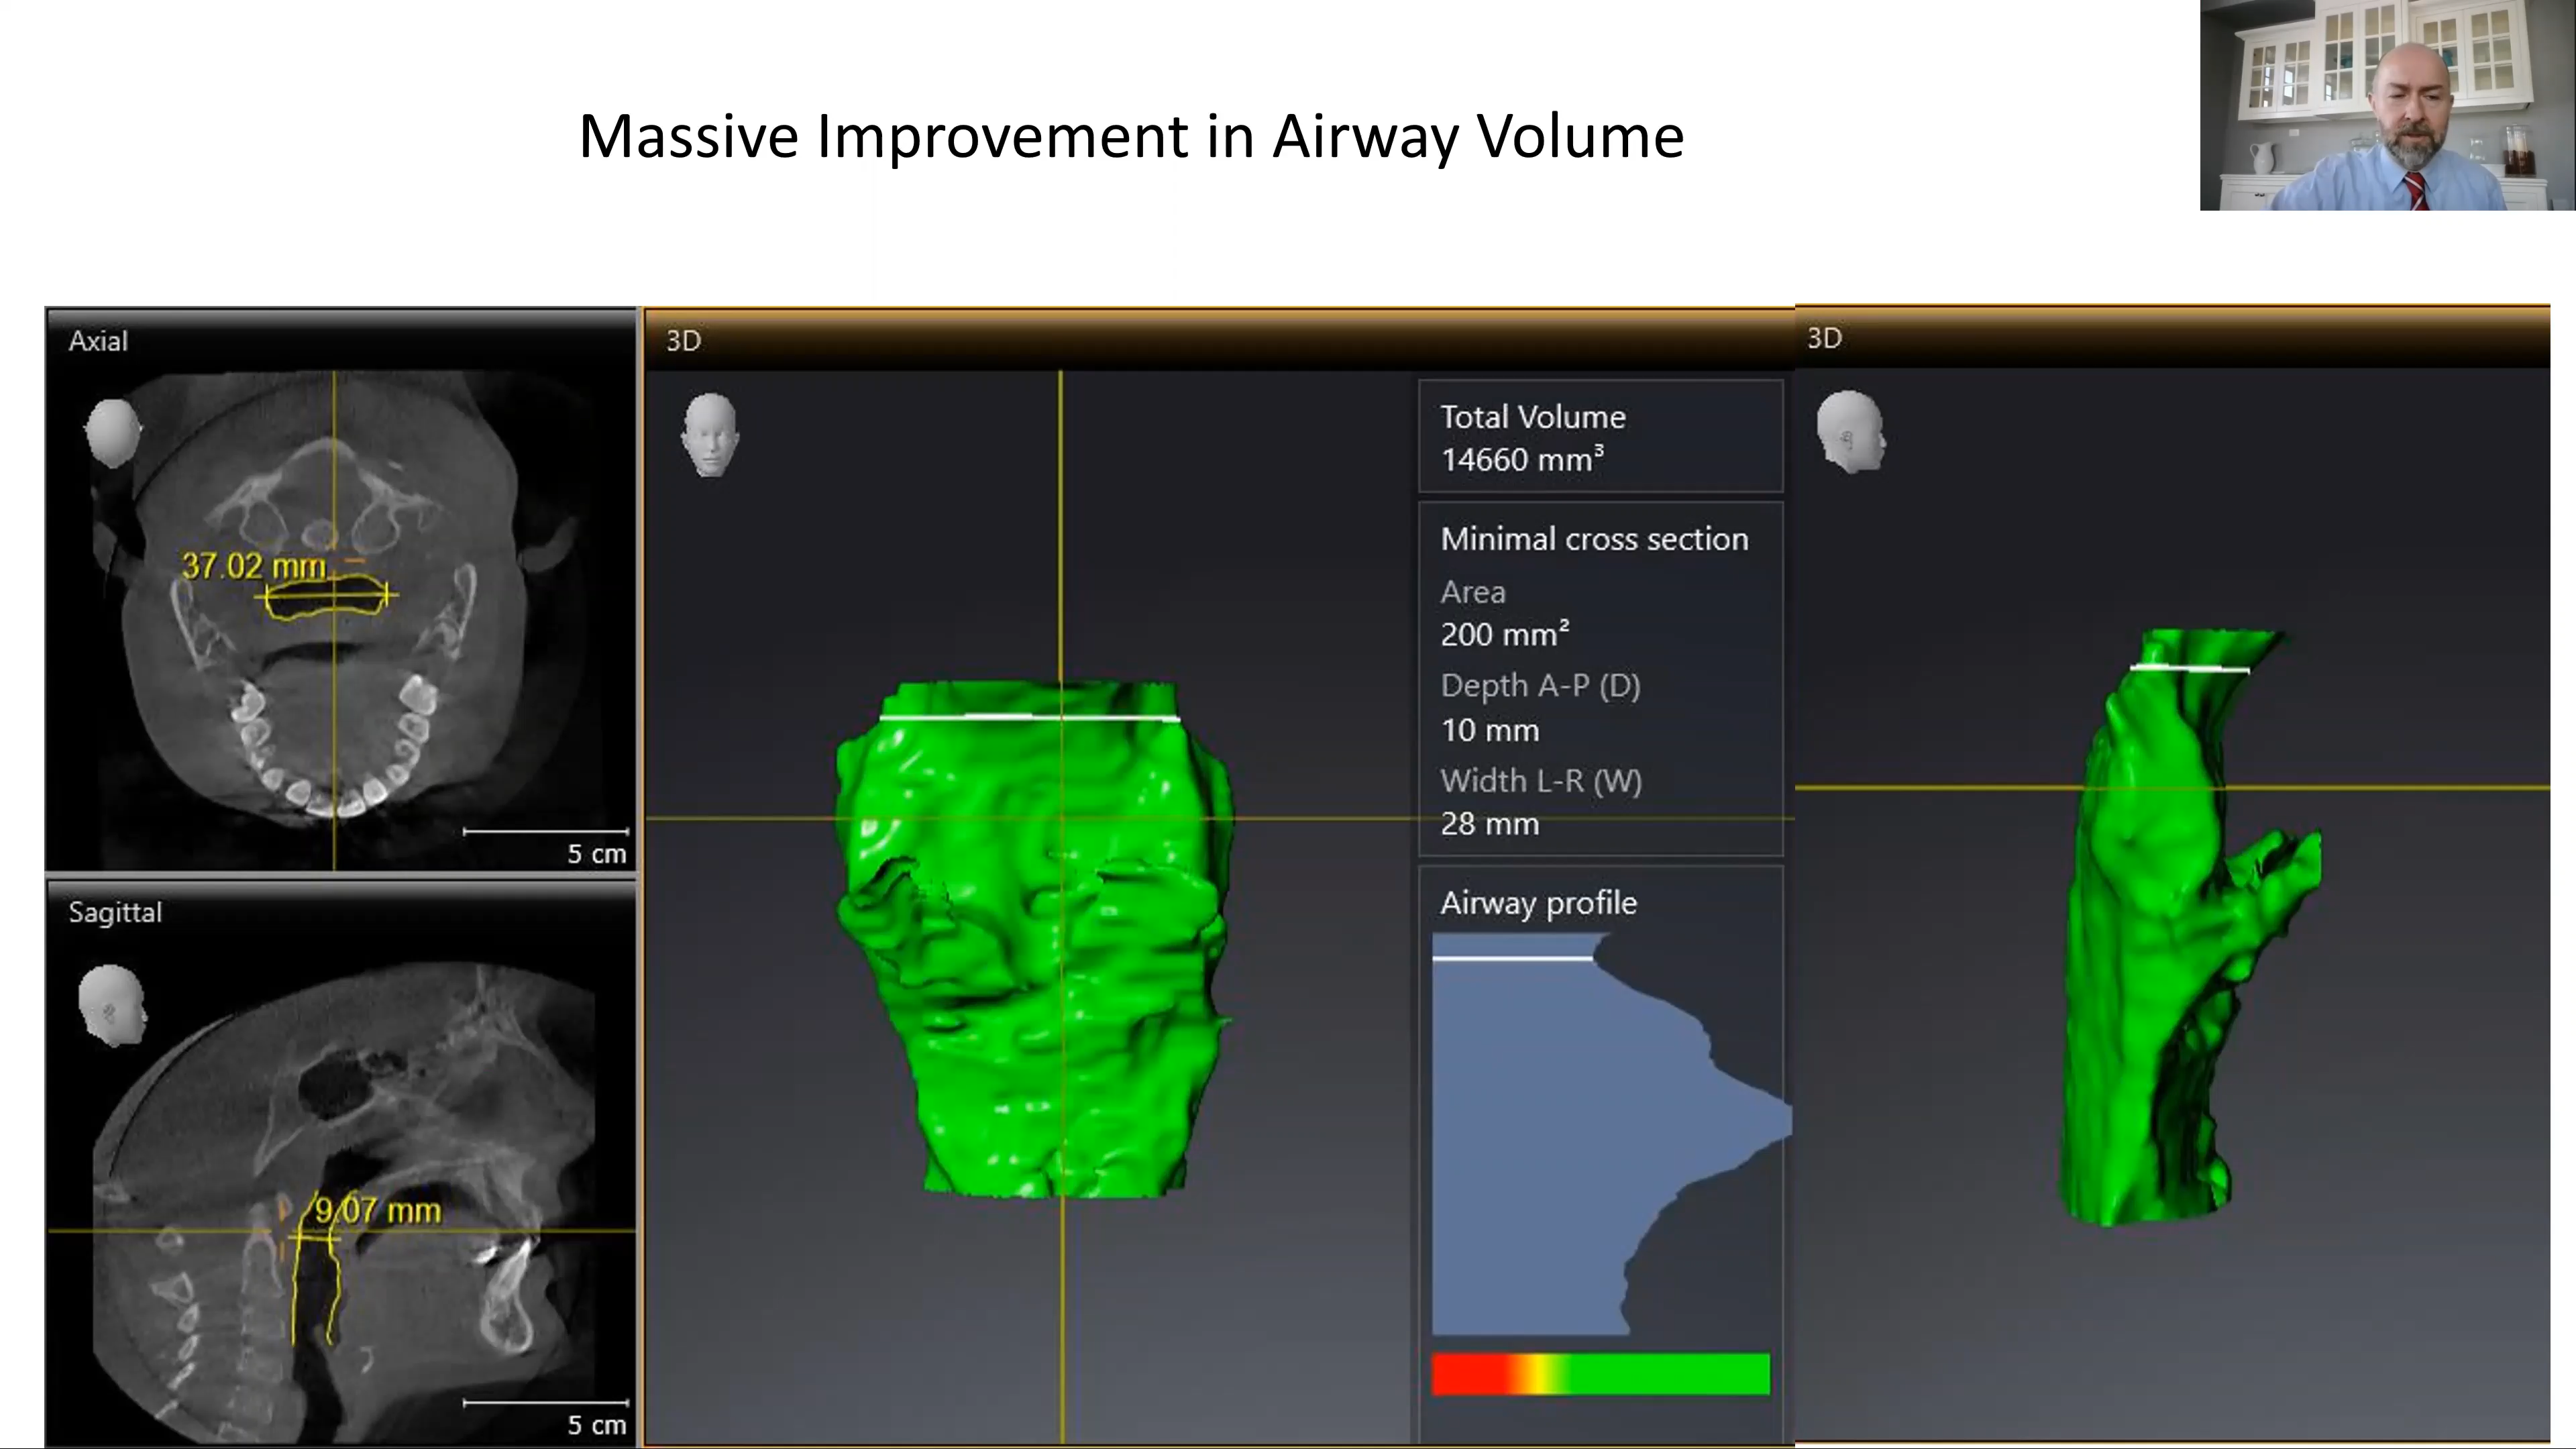 Massive Improvement in Airway Volume
Axial
37.02 mm
5 cm
Sagittal
9.07 mm
5 cm
3D
Total Volume
14660 mm³
Minimal cross section
Area
200 mm²
Depth A-P (D)
10 mm
Width L-R (W)
28 mm
Airway profile
3D